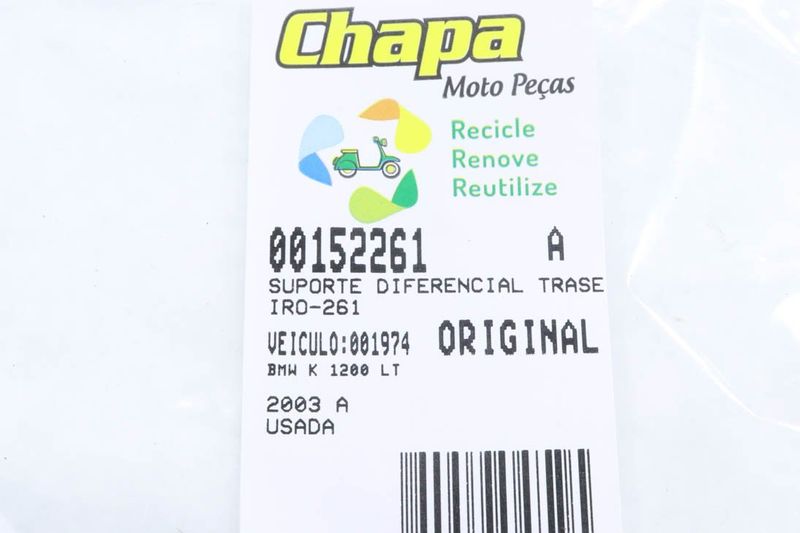 Chapa
Moto Peças
Recicle
Renove
Reutilize
00152261 A
SUPORTE DIFERENCIAL TRASE
IRO-261
VEICULO:001974 ORIGINAL
BMW K 1200 LT
2003 A
USADA